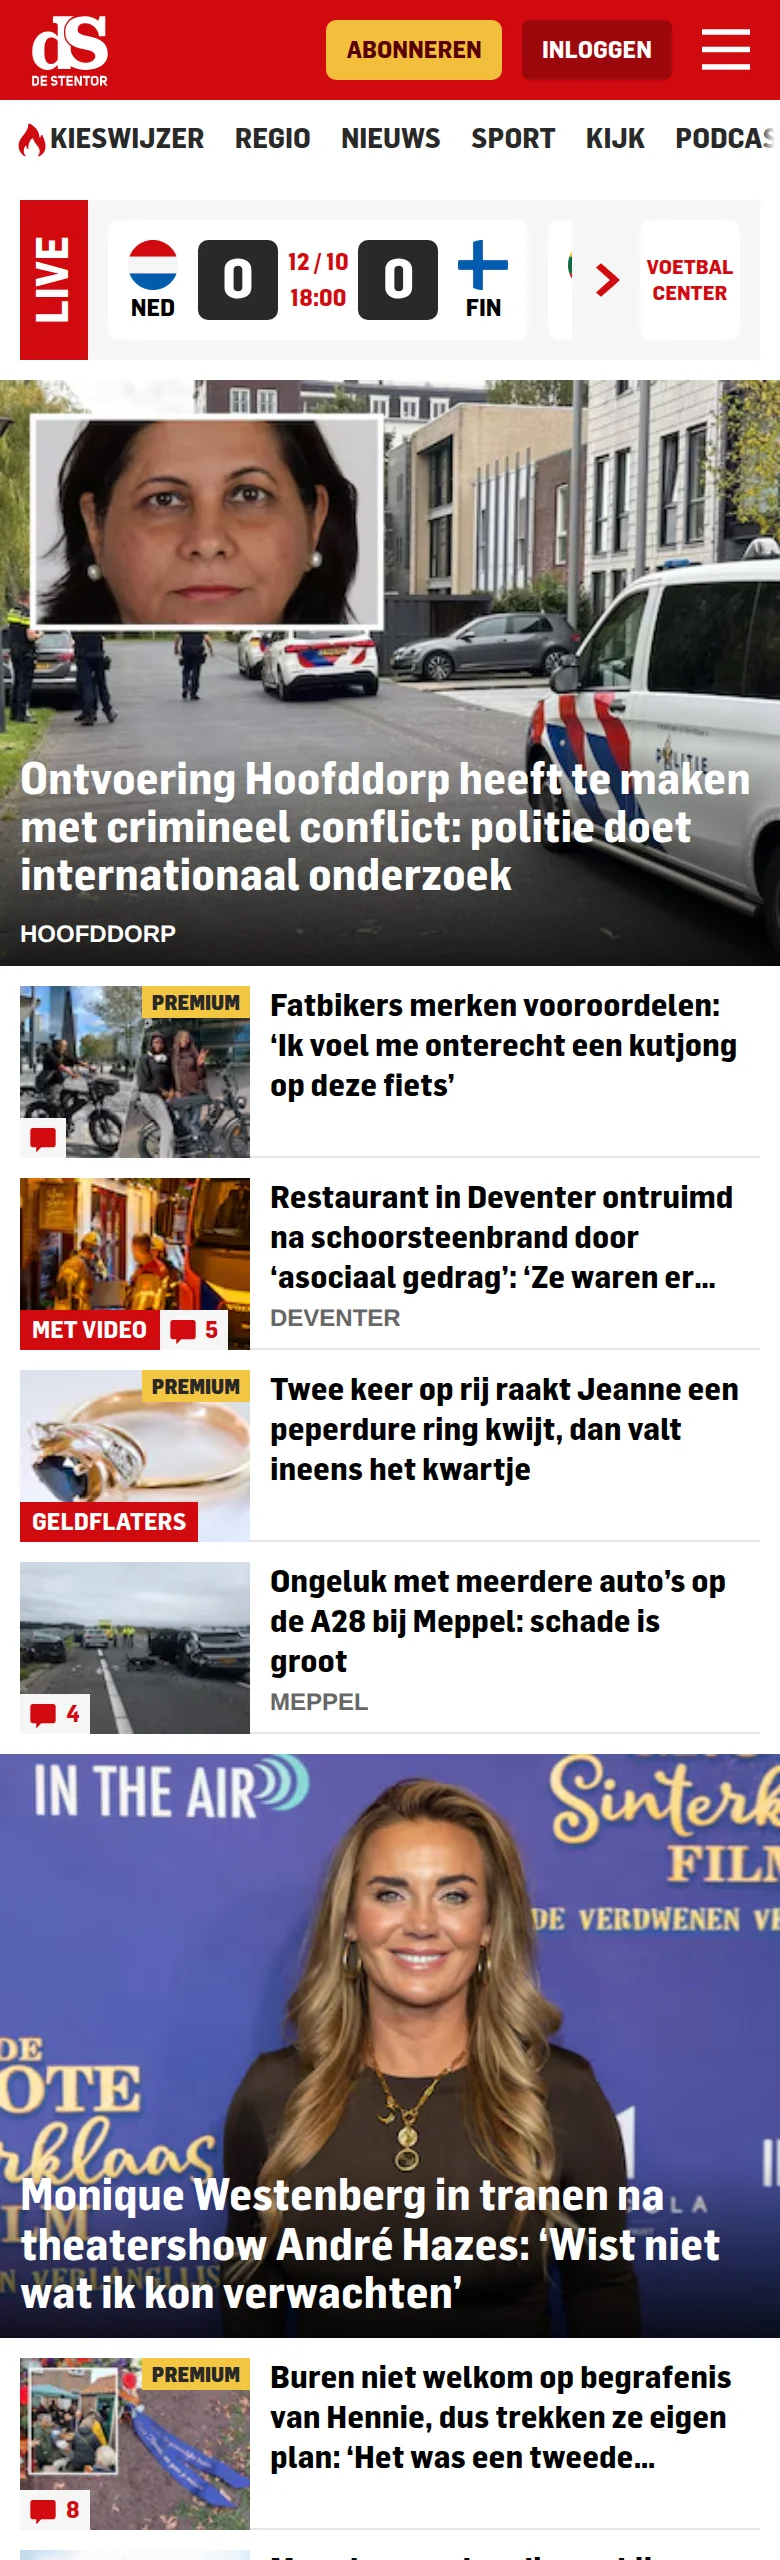 dS
DE STENTOR
ABONNEREN
INLOGGEN
KIESWIJZER REGIO NIEUWS SPORT KIJK PODCAS
LIVE
NED
0
12 / 10
18:00
0
FIN
VOETBAL
CENTER
POLITIE
Ontvoering Hoofddorp heeft te maken
met crimineel conflict: politie doet
internationaal onderzoek
HOOFDDORP
PREMIUM
Fatbikers merken vooroordelen:
‘Ik voel me onterecht een kutjong
op deze fiets’
Restaurant in Deventer ontruimd
na schoorsteenbrand door
‘asociaal gedrag’: ‘Ze waren er...
DEVENTER
MET VIDEO
5
PREMIUM
Twee keer op rij raakt Jeanne een
peperdure ring kwijt, dan valt
ineens het kwartje
GELDFLATERS
Ongeluk met meerdere auto’s op
de A28 bij Meppel: schade is
groot
MEPPEL
4
IN THE AIR
Sinterk
FILM
DE VERDWENEN VE
DE
OTE
rklaas
Monique Westenberg in tranen na
theatershow André Hazes: ‘Wist niet
wat ik kon verwachten’
PREMIUM
Buren niet welkom op begrafenis
van Hennie, dus trekken ze eigen
plan: ‘Het was een tweede...
8